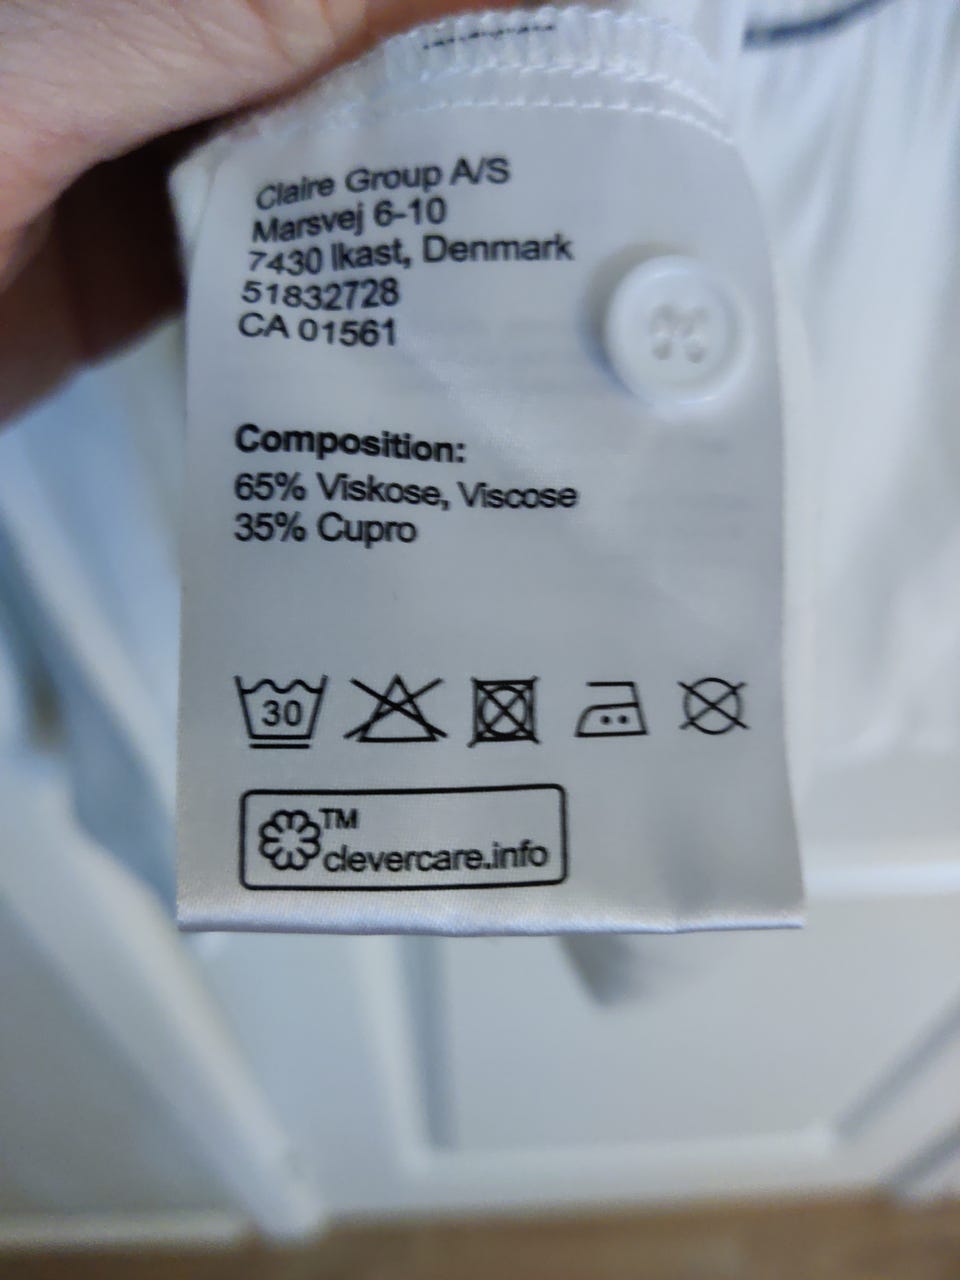 Claire Group A/S
Marsvej 6-10
7430 Ikast, Denmark
51832728
CA 01561
Composition:
65% Viskose, Viscose
35% Cupro
30
TM
clevercare.info